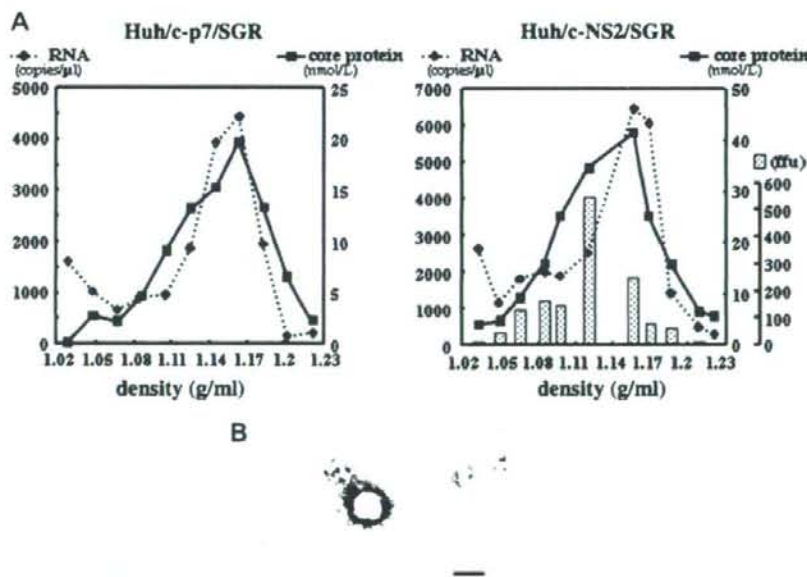 A
Huh/c-p7/SGR
RNA
(copies/µl)
core protein
(nmol/L)
5000
4000
3000
2000
1000
0
25
20
15
10
5
0
1.02 1.05 1.08 1.11 1.14 1.17 1.2 1.23
density (g/ml)
Huh/c-NS2/SGR
RNA
(copies/µl)
core protein
(nmol/L)
7000
6000
5000
4000
3000
2000
1000
0
50
40
30
20
10
0
(ffu)
600
500
400
300
200
100
0
1.02 1.05 1.08 1.11 1.14 1.17 1.2 1.23
density (g/ml)
B